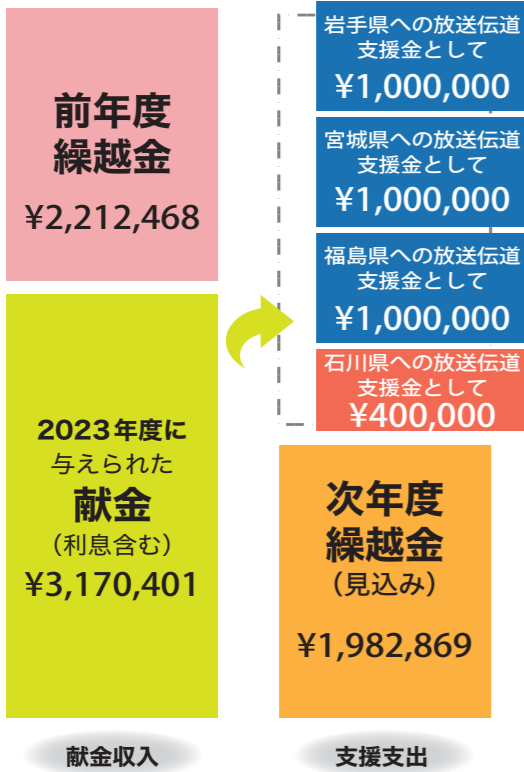 前年度
繰越金
¥2,212,468
2023年度に
与えられた
献金
（利息含む）
¥3,170,401
献金収入
岩手県への放送伝道
支援金として
¥1,000,000
宮城県への放送伝道
支援金として
¥1,000,000
福島県への放送伝道
支援金として
¥1,000,000
石川県への放送伝道
支援金として
¥400,000
次年度
繰越金
（見込み）
¥1,982,869
支援支出